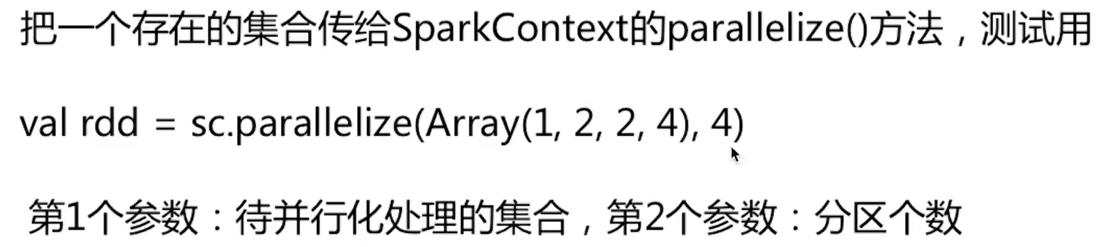 把一个存在的集合传给SparkContext的parallelize()方法，测试用
val rdd = sc.parallelize(Array(1, 2, 2, 4), 4)
第1个参数：待并行化处理的集合，第2个参数：分区个数